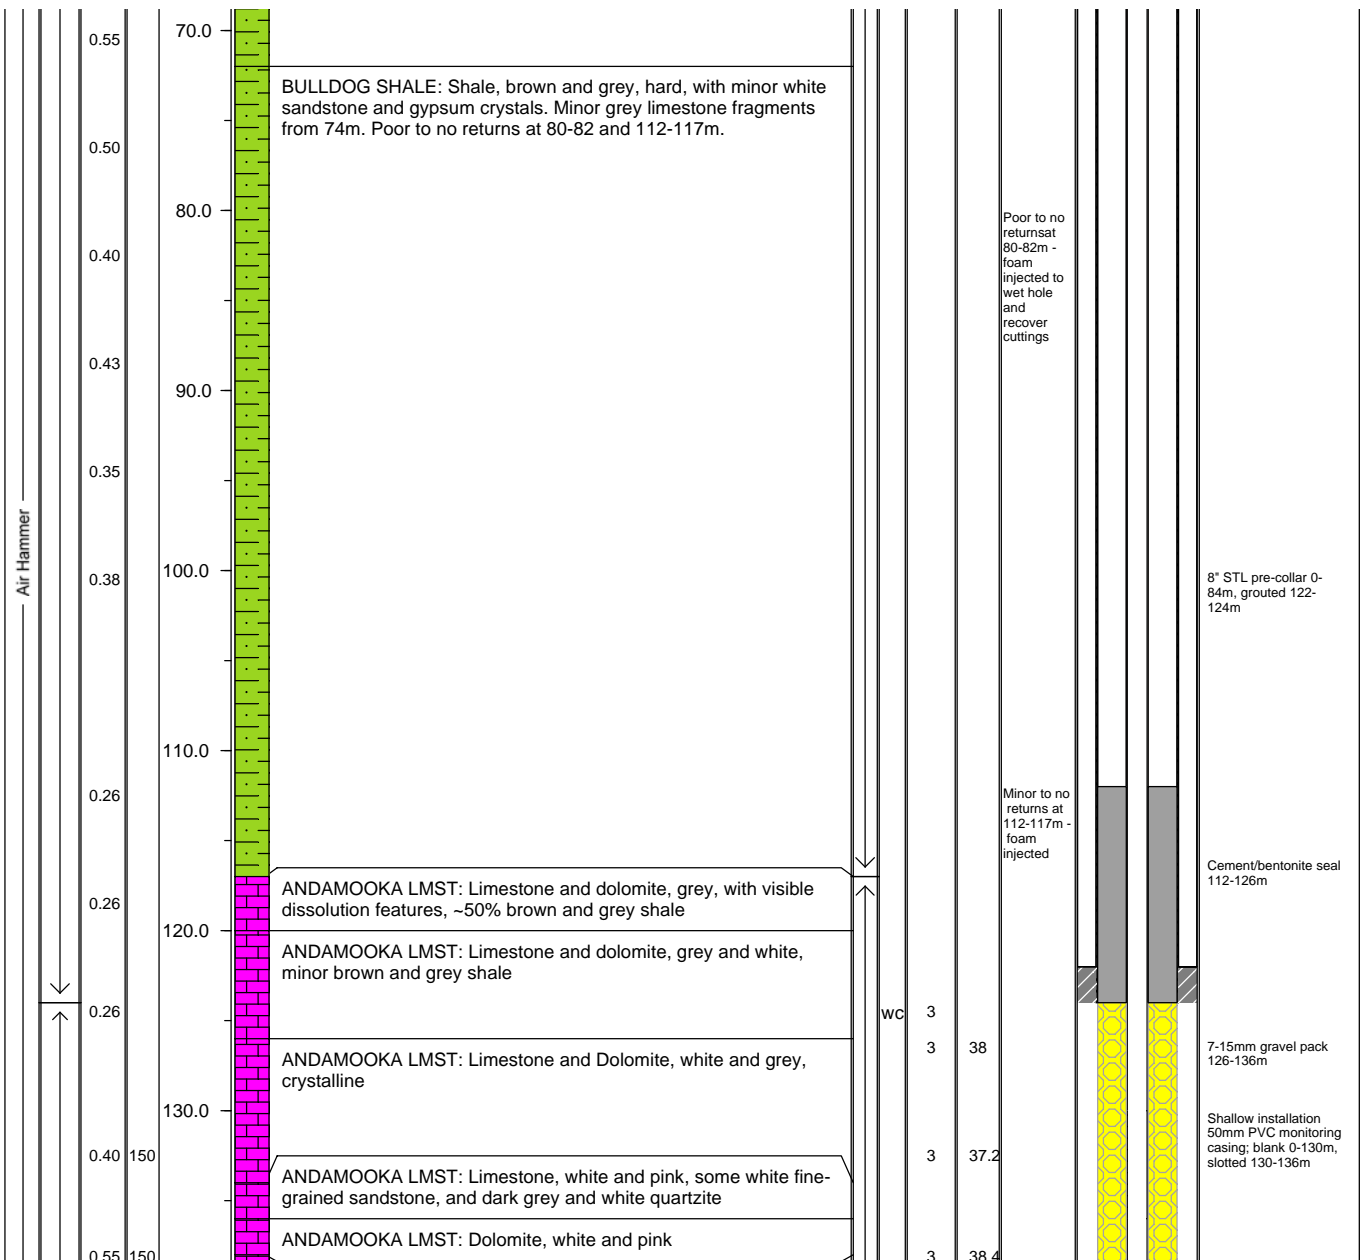 0.55
70.0
BULLDOG SHALE: Shale, brown and grey, hard, with minor white
sandstone and gypsum crystals. Minor grey limestone fragments
from 74m. Poor to no returns at 80-82 and 112-117m.
0.50
80.0
Poor to no
returnsat
80-82m -
foam
injected to
wet hole
and
recover
cuttings
0.40
0.43
90.0
0.35
Air Hammer
100.0
0.38
8" STL pre-collar 0-
84m, grouted 122-
124m
110.0
0.26
Minor to no
returns at
112-117m -
foam
injected
Cement/bentonite seal
112-126m
ANDAMOOKA LMST: Limestone and dolomite, grey, with visible
dissolution features, ~50% brown and grey shale
0.26
120.0
ANDAMOOKA LMST: Limestone and dolomite, grey and white,
minor brown and grey shale
0.26
wc 3
3 38
ANDAMOOKA LMST: Limestone and Dolomite, white and grey,
crystalline
7-15mm gravel pack
126-136m
130.0
Shallow installation
50mm PVC monitoring
casing; blank 0-130m,
slotted 130-136m
0.40 150
3 37.2
ANDAMOOKA LMST: Limestone, white and pink, some white fine-
grained sandstone, and dark grey and white quartzite
ANDAMOOKA LMST: Dolomite, white and pink
0.55 150
3 38.4